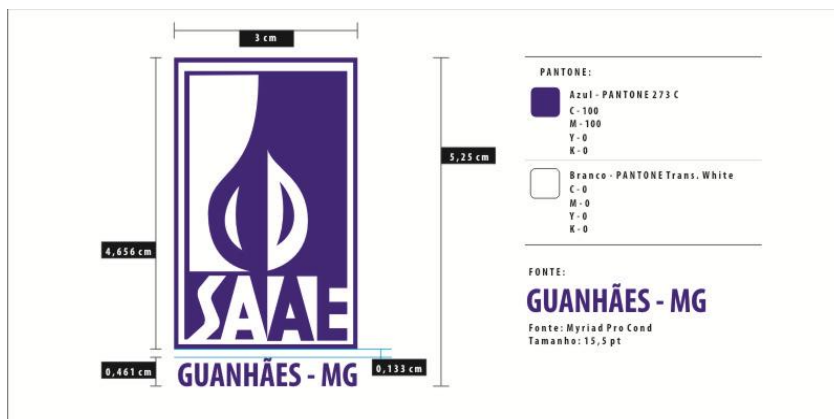 3 cm
5,25 cm
4,656 cm
0,461 cm
0,133 cm
SAAE
GUANHÃES - MG
PANTONE:
Azul - PANTONE 273 C
C - 100
M - 100
Y - 0
K - 0
Branco - PANTONE Trans. White
C - 0
M - 0
Y - 0
K - 0
FONTE:
GUANHÃES - MG
Fonte: Myriad Pro Cond
Tamanho: 15,5 pt